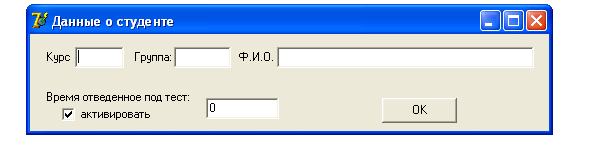 Данные о студенте
Курс Группа: Ф.И.О.
Время отведенное под тест:
активировать 0 OK